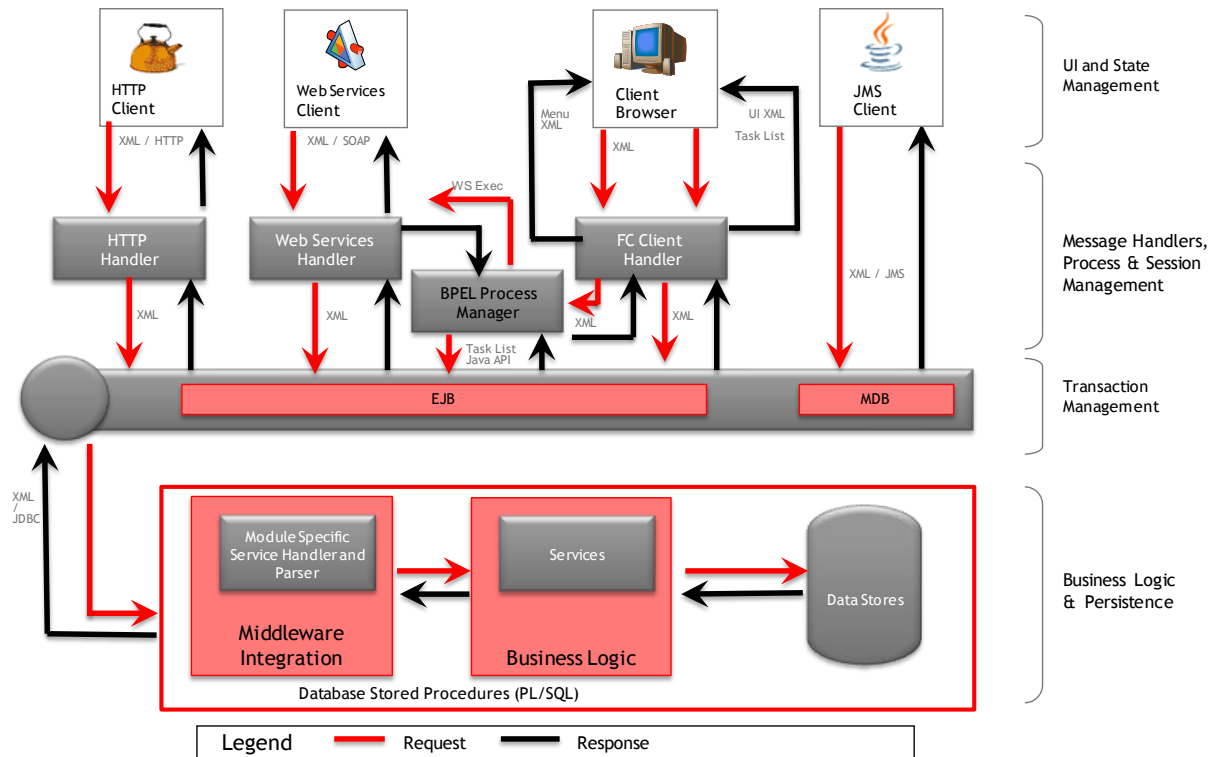 HTTP
Client
Web Services
Client
Client
Browser
JMS
Client
UI and State
Management
XML / HTTP
XML / SOAP
Menu
XML
XML
UI XML
Task List
WS Exec
HTTP
Handler
Web Services
Handler
FC Client
Handler
BPEL Process
Manager
XML / JMS
Message Handlers,
Process & Session
Management
XML
XML
XML
XML
Task List
Java API
EJB
MDB
Transaction
Management
XML
/
JDBC
Module Specific
Service Handler and
Parser
Services
Data Stores
Middleware
Integration
Business Logic
Database Stored Procedures (PL/SQL)
Business Logic
& Persistence
Legend
Request
Response